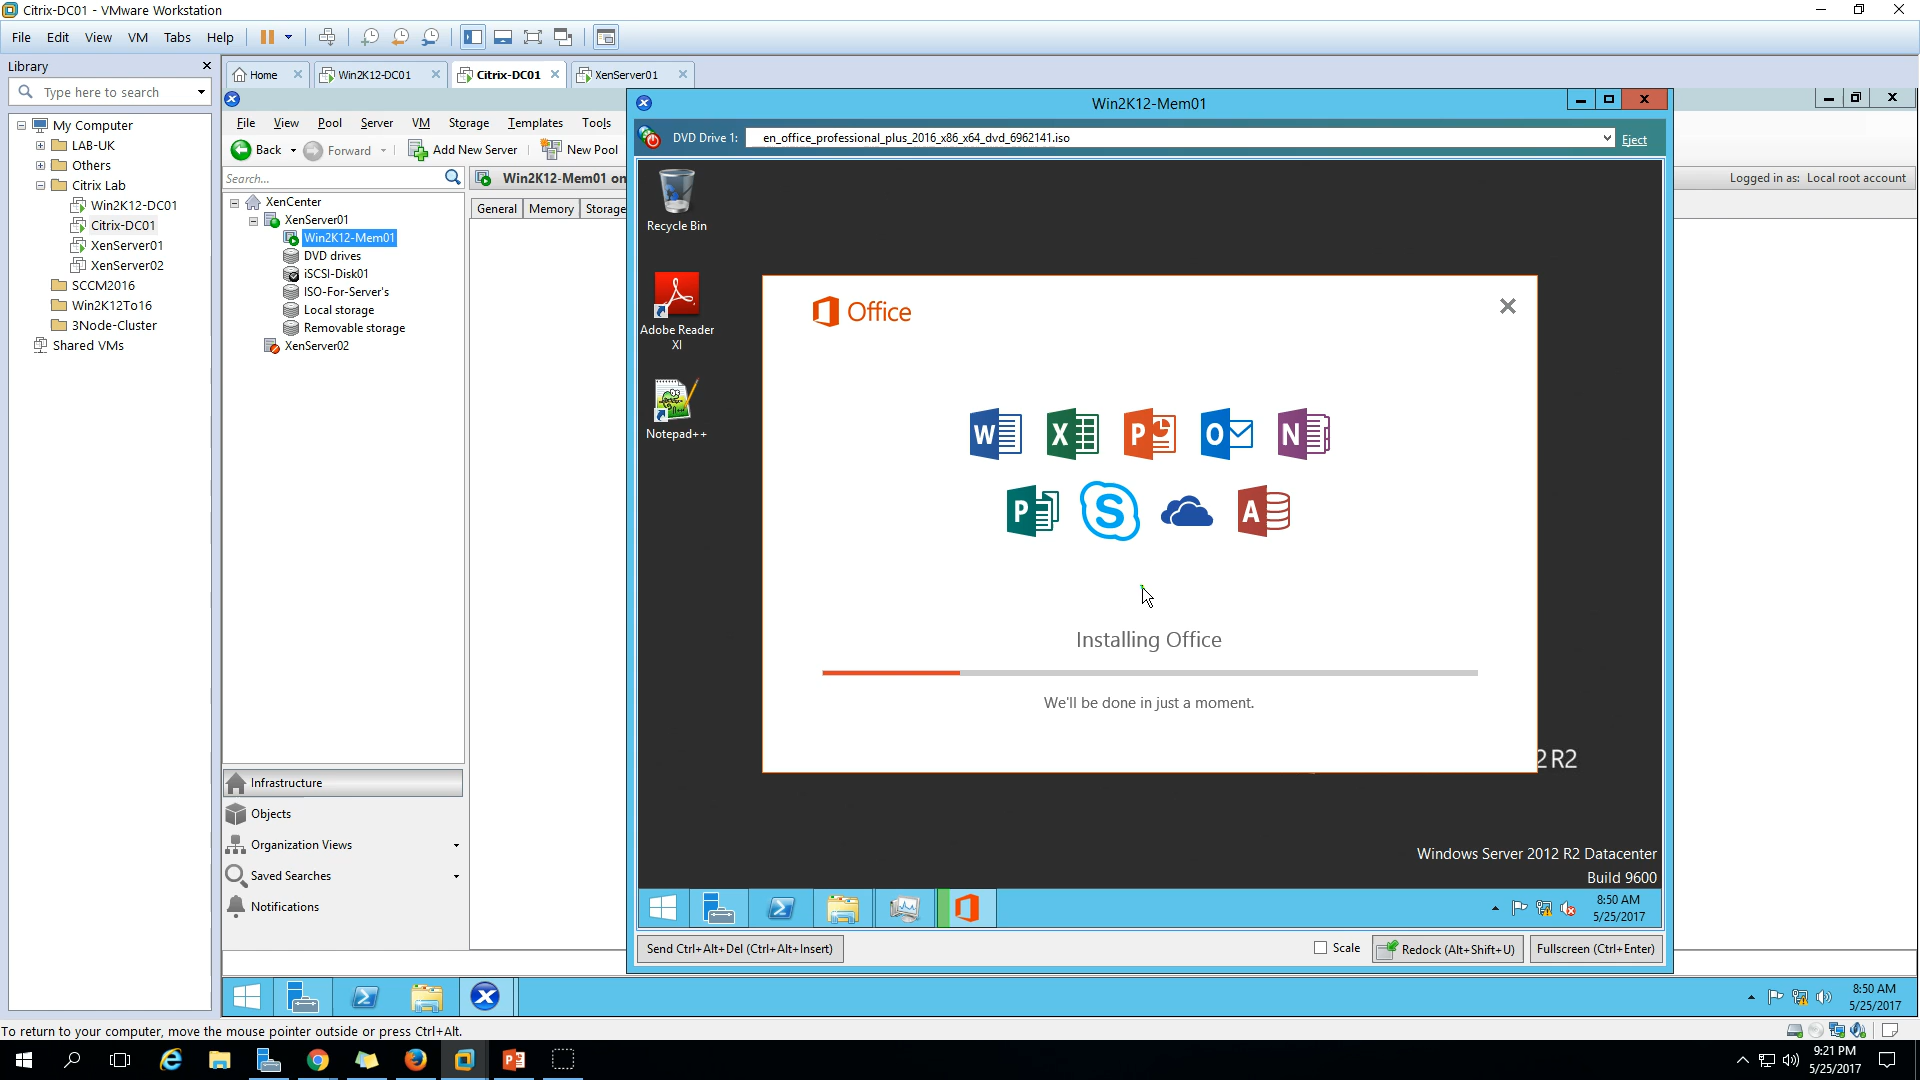 Citrix-DC01 - VMware Workstation
File Edit View VM Tabs Help
Library
Type here to search
My Computer
LAB-UK
Others
Citrix Lab
Win2K12-DC01
Citrix-DC01
XenServer01
XenServer02
SCCM2016
Win2K12To16
3Node-Cluster
Shared VMs
Home Win2K12-DC01 Citrix-DC01 XenServer01
File View Pool Server VM Storage Templates Tools
Back Forward Add New Server New Pool
Search...
XenCenter
XenServer01
Win2K12-Mem01
DVD drives
iSCSI-Disk01
ISO-For-Server's
Local storage
Removable storage
XenServer02
Infrastructure
Objects
Organization Views
Saved Searches
Notifications
Win2K12-Mem01 on
General Memory Storage
Logged in as: Local root account
Win2K12-Mem01
DVD Drive 1: en_office_professional_plus_2016_x86_x64_dvd_6962141.iso Eject
Recycle Bin
Adobe Reader
XI
Notepad++
Office
W X P O N
P S A
Installing Office
We'll be done in just a moment.
2 R2
Windows Server 2012 R2 Datacenter
Build 9600
8:50 AM
5/25/2017
Send Ctrl+Alt+Del (Ctrl+Alt+Insert) Scale Redock (Alt+Shift+U) Fullscreen (Ctrl+Enter)
8:50 AM
5/25/2017
To return to your computer, move the mouse pointer outside or press Ctrl+Alt.
9:21 PM
5/25/2017